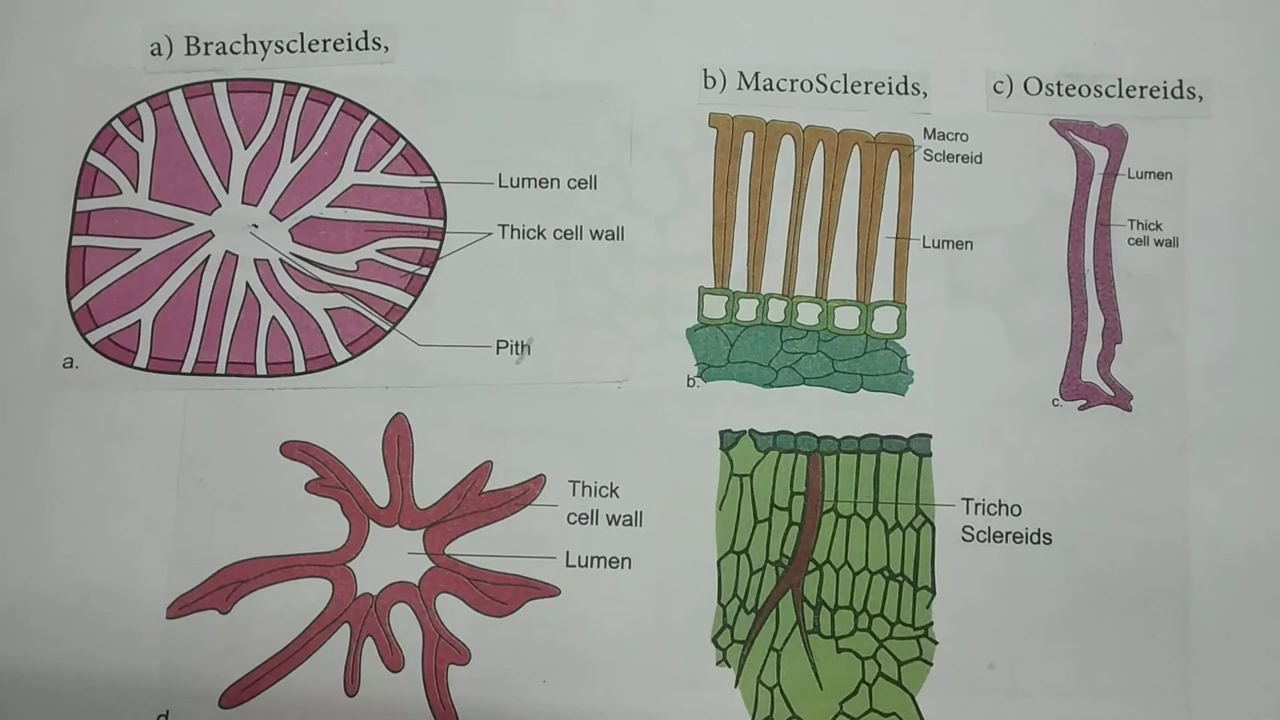 a) Brachysclereids,
Lumen cell
Thick cell wall
Pith
a.
b) MacroSclereids,
Macro
Sclereid
Lumen
b.
c) Osteosclereids,
Lumen
Thick
cell wall
c.
Thick
cell wall
Lumen
d
Tricho
Sclereids